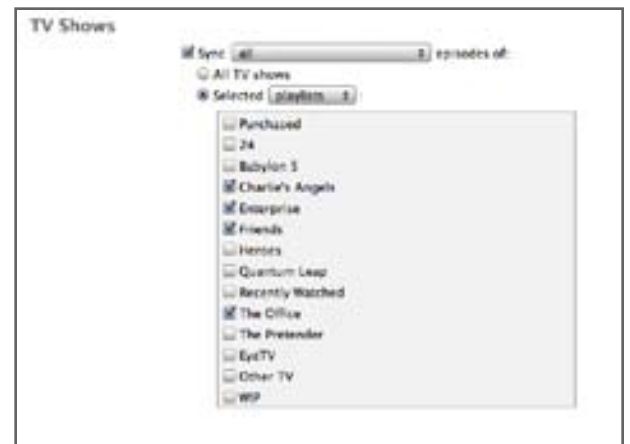 TV Shows
Sync all episodes of:
All TV shows
Selected playlists
Purchased
24
Babylon 5
Charlie's Angels
Enterprise
Friends
Heroes
Quantum Leap
Recently Watched
The Office
The Pretender
EyeTV
Other TV
WIP